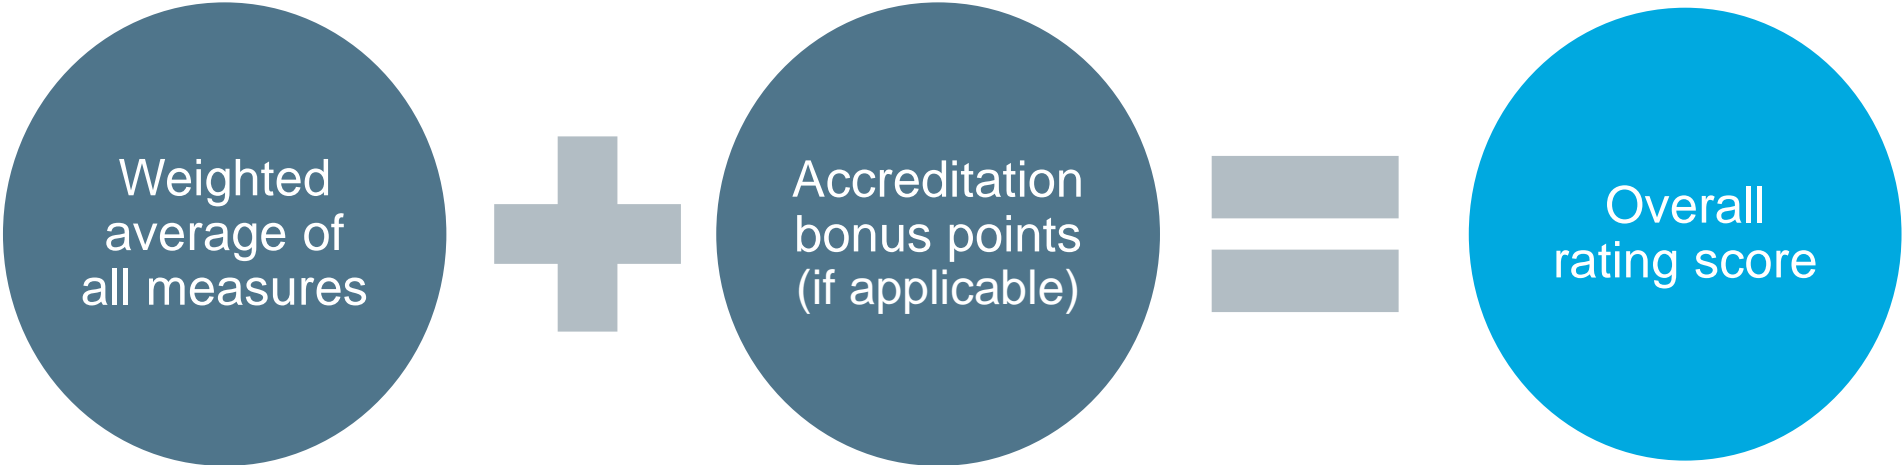 Weighted
average of
all measures
Accreditation
bonus points
(if applicable)
Overall
rating score